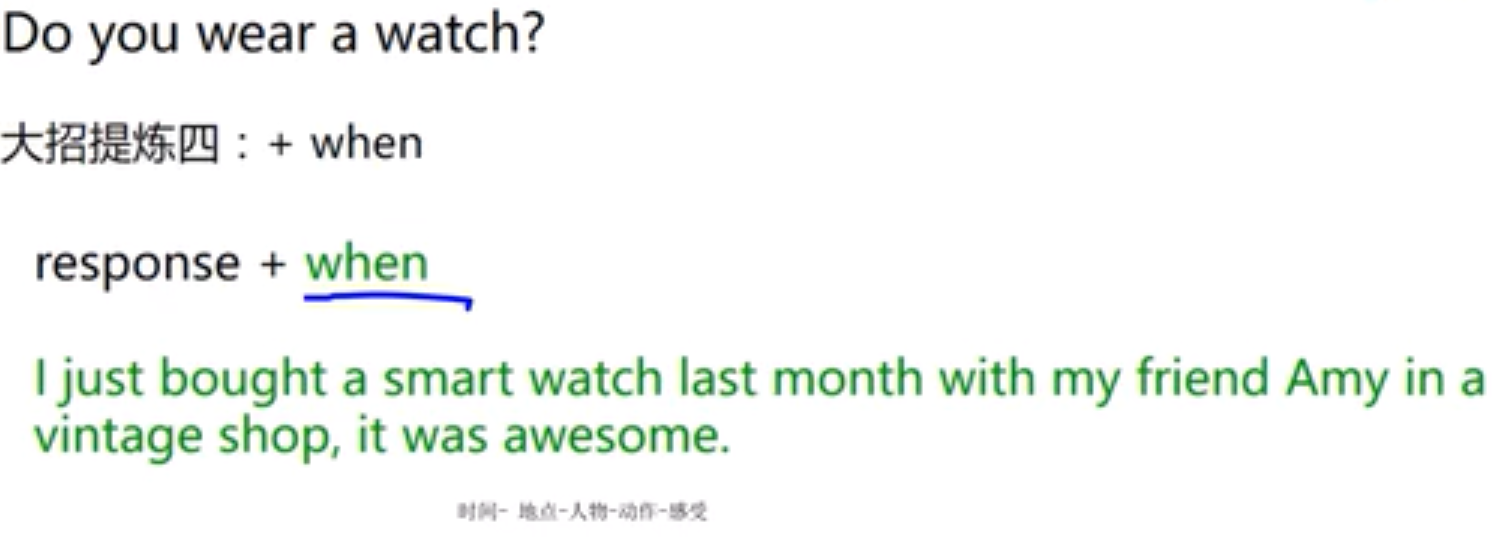 Do you wear a watch?
大招提炼四：+ when
response + when
I just bought a smart watch last month with my friend Amy in a
vintage shop, it was awesome.
时间- 地点-人物-动作-感受